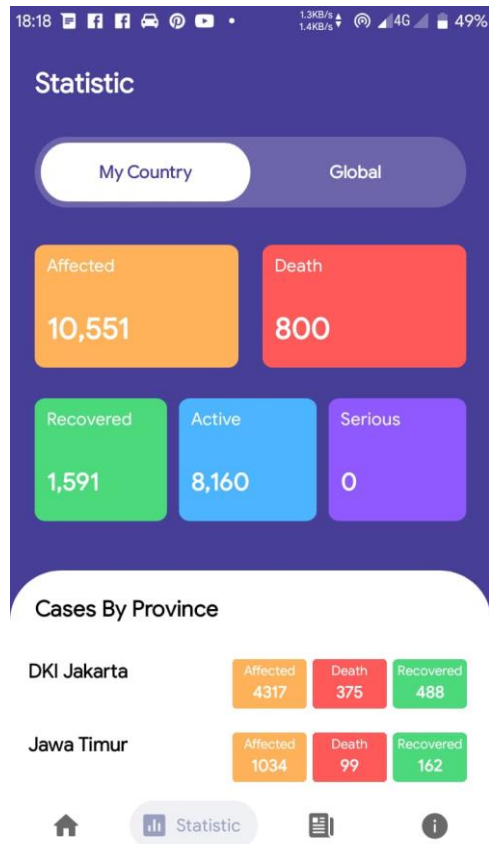 18:18 1.3KB/s 1.4KB/s 4G 49%
Statistic
My Country Global
Affected Death
10,551 800
Recovered Active Serious
1,591 8,160 0
Cases By Province
DKI Jakarta Affected Death Recovered
4317 375 488
Jawa Timur Affected Death Recovered
1034 99 162
Statistic